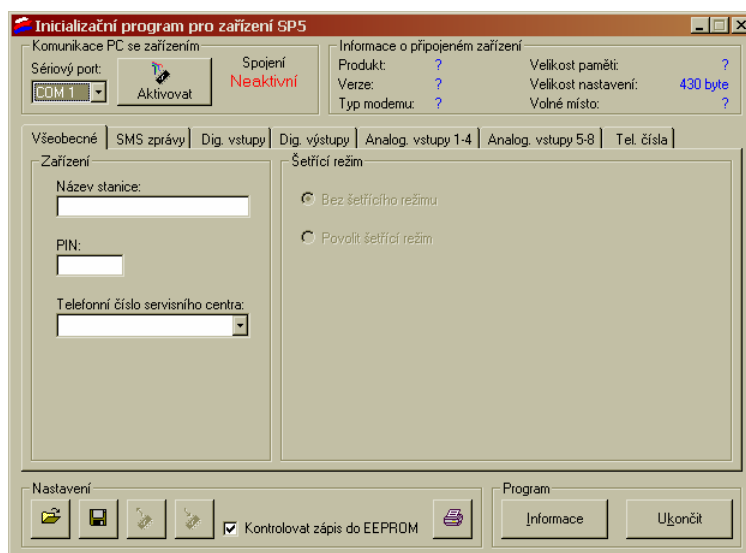 Inicializační program pro zařízení SP5
Komunikace PC se zařízením
Sériový port:
COM 1
Aktivovat
Spojení
Neaktivní
Informace o připojeném zařízení
Produkt: ?
Velikost paměti: ?
Verze: ?
Velikost nastavení: 430 byte
Typ modemu: ?
Volné místo: ?
Všeobecné SMS zprávy Dig. vstupy Dig. výstupy Analog. vstupy 1-4 Analog. vstupy 5-8 Tel. čísla
Zařízení
Název stanice:
PIN:
Telefonní číslo servisního centra:
Šetřící režim
Bez šetřícího režimu
Povolit šetřící režim
Nastavení
Kontrolovat zápis do EEPROM
Program
Informace
Ukončit